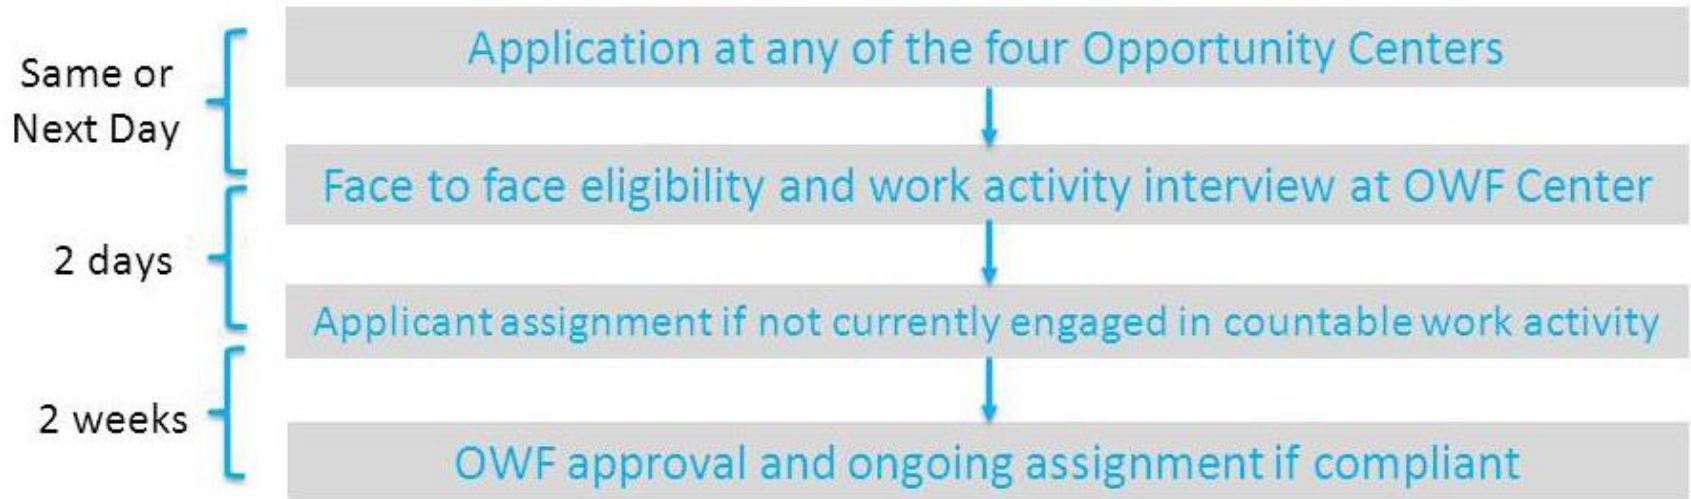 Application at any of the four Opportunity Centers
Same or
Next Day
Face to face eligibility and work activity interview at OWF Center
2 days
Applicant assignment if not currently engaged in countable work activity
2 weeks
OWF approval and ongoing assignment if compliant